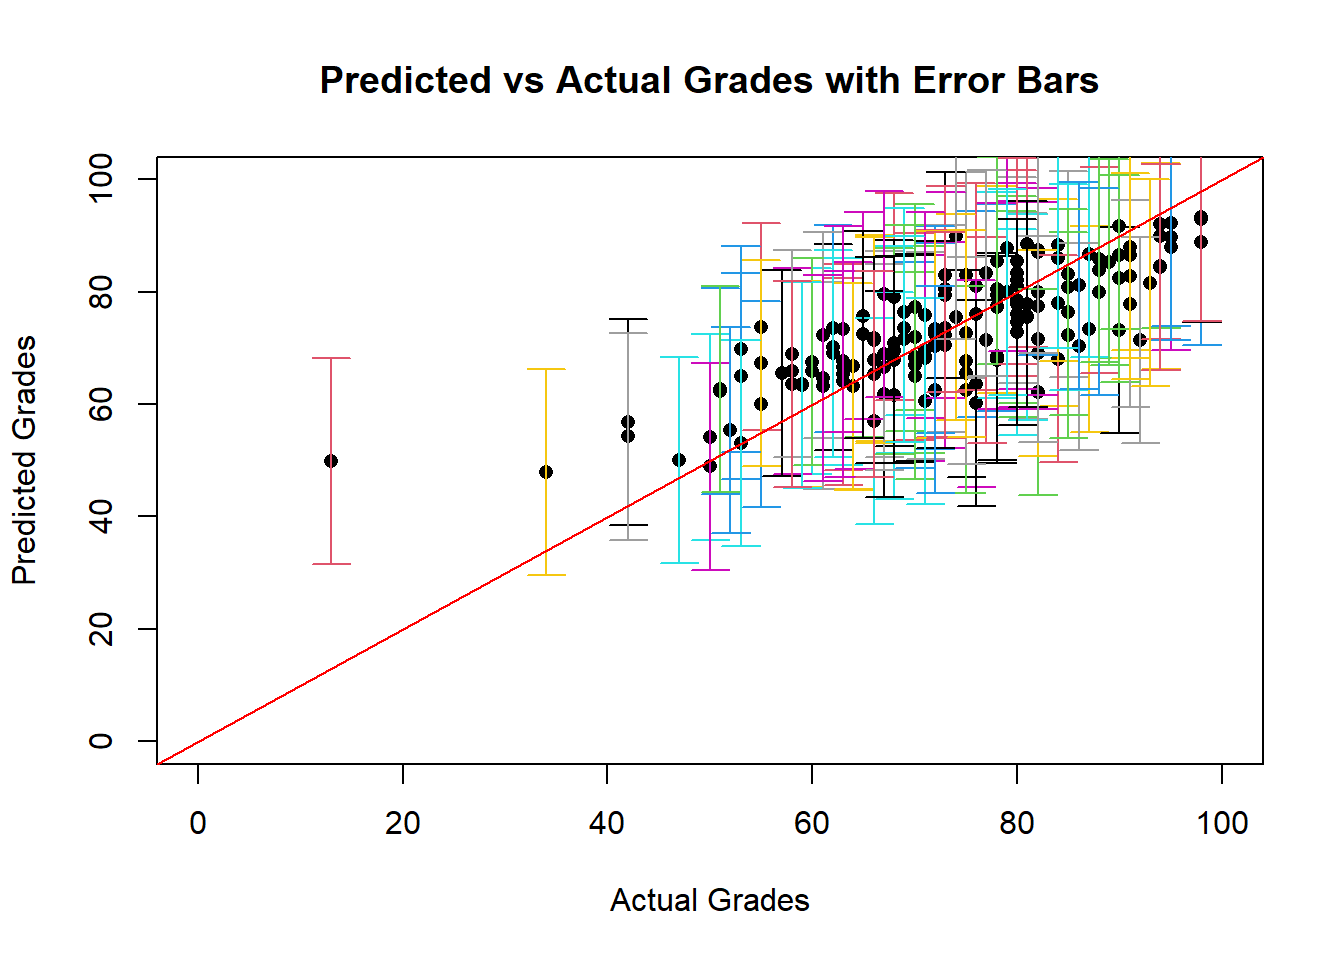 Predicted vs Actual Grades with Error Bars
Predicted Grades
100
80
60
40
20
0
0 20 40 60 80 100
Actual Grades